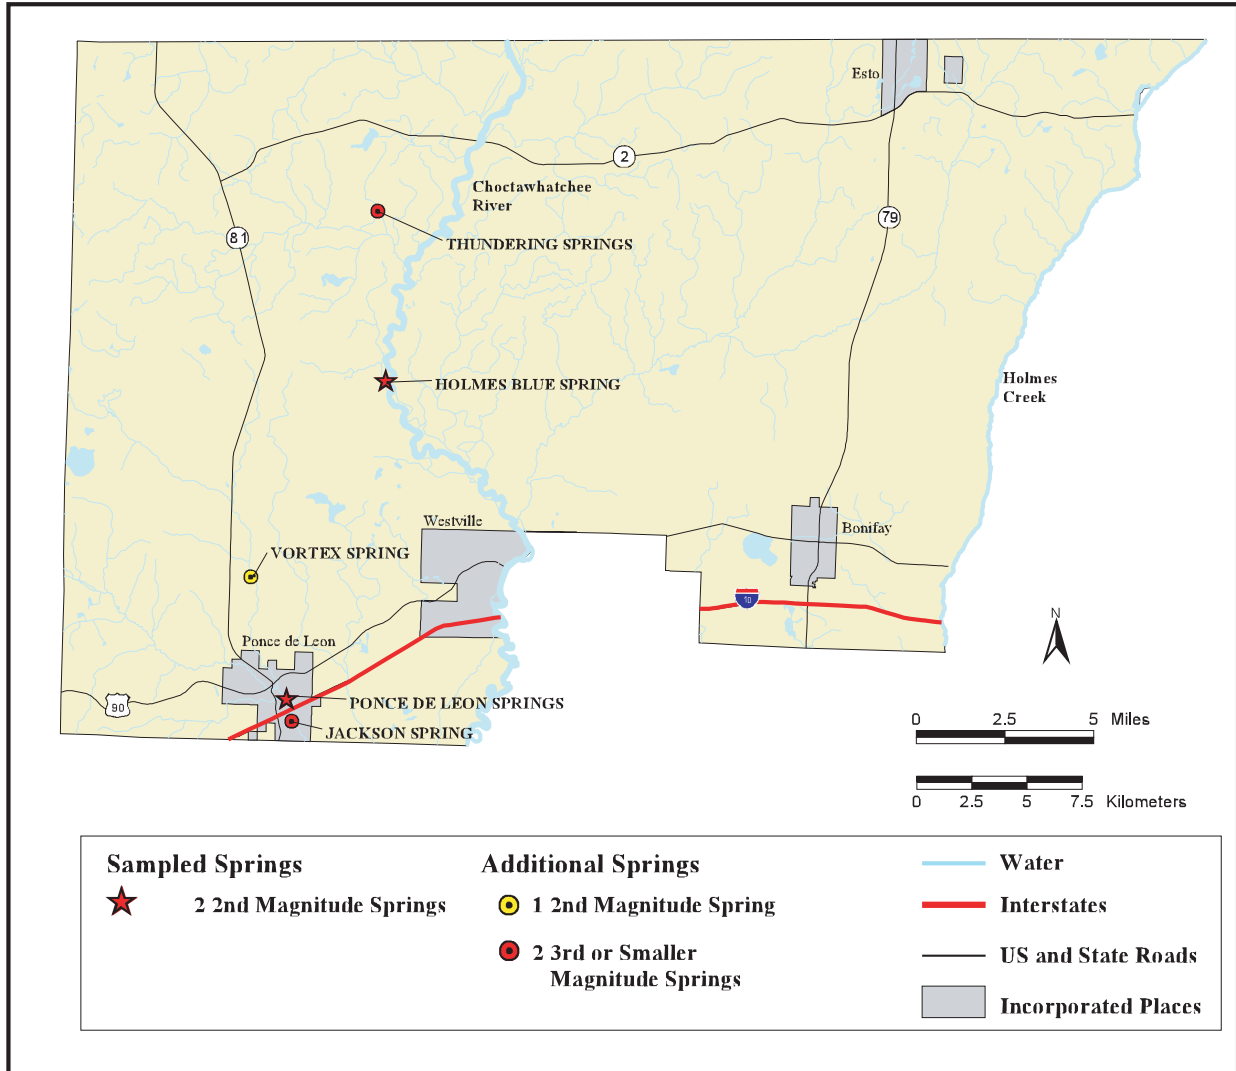 Esto
2
Choctawhatchee
River
79
THUNDERING SPRINGS
81
HOLMES BLUE SPRING
Holmes
Creek
Westville
Bonifay
VORTEX SPRING
10
N
Ponce de Leon
90
PONCE DE LEON SPRINGS
JACKSON SPRING
0 2.5 5 Miles
0 2.5 5 7.5 Kilometers
Sampled Springs
2 2nd Magnitude Springs
Additional Springs
1 2nd Magnitude Spring
2 3rd or Smaller
Magnitude Springs
Water
Interstates
US and State Roads
Incorporated Places